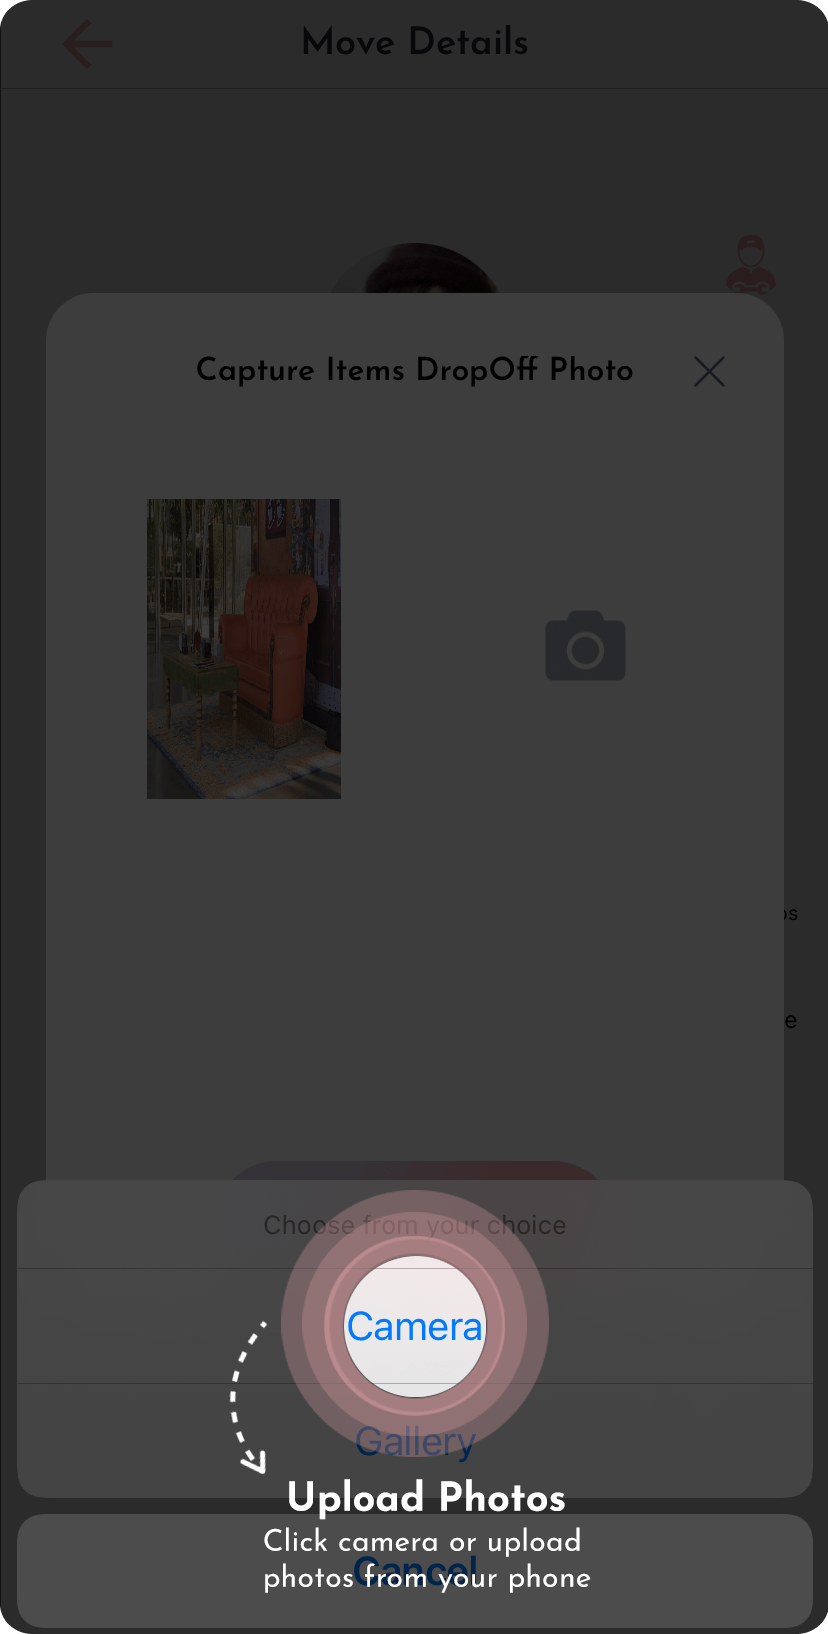 Move Details
Capture Items DropOff Photo
os
e
Choose from your choice
Camera
Gallery
Upload Photos
Click camera or upload
photos from your phone
Cancel